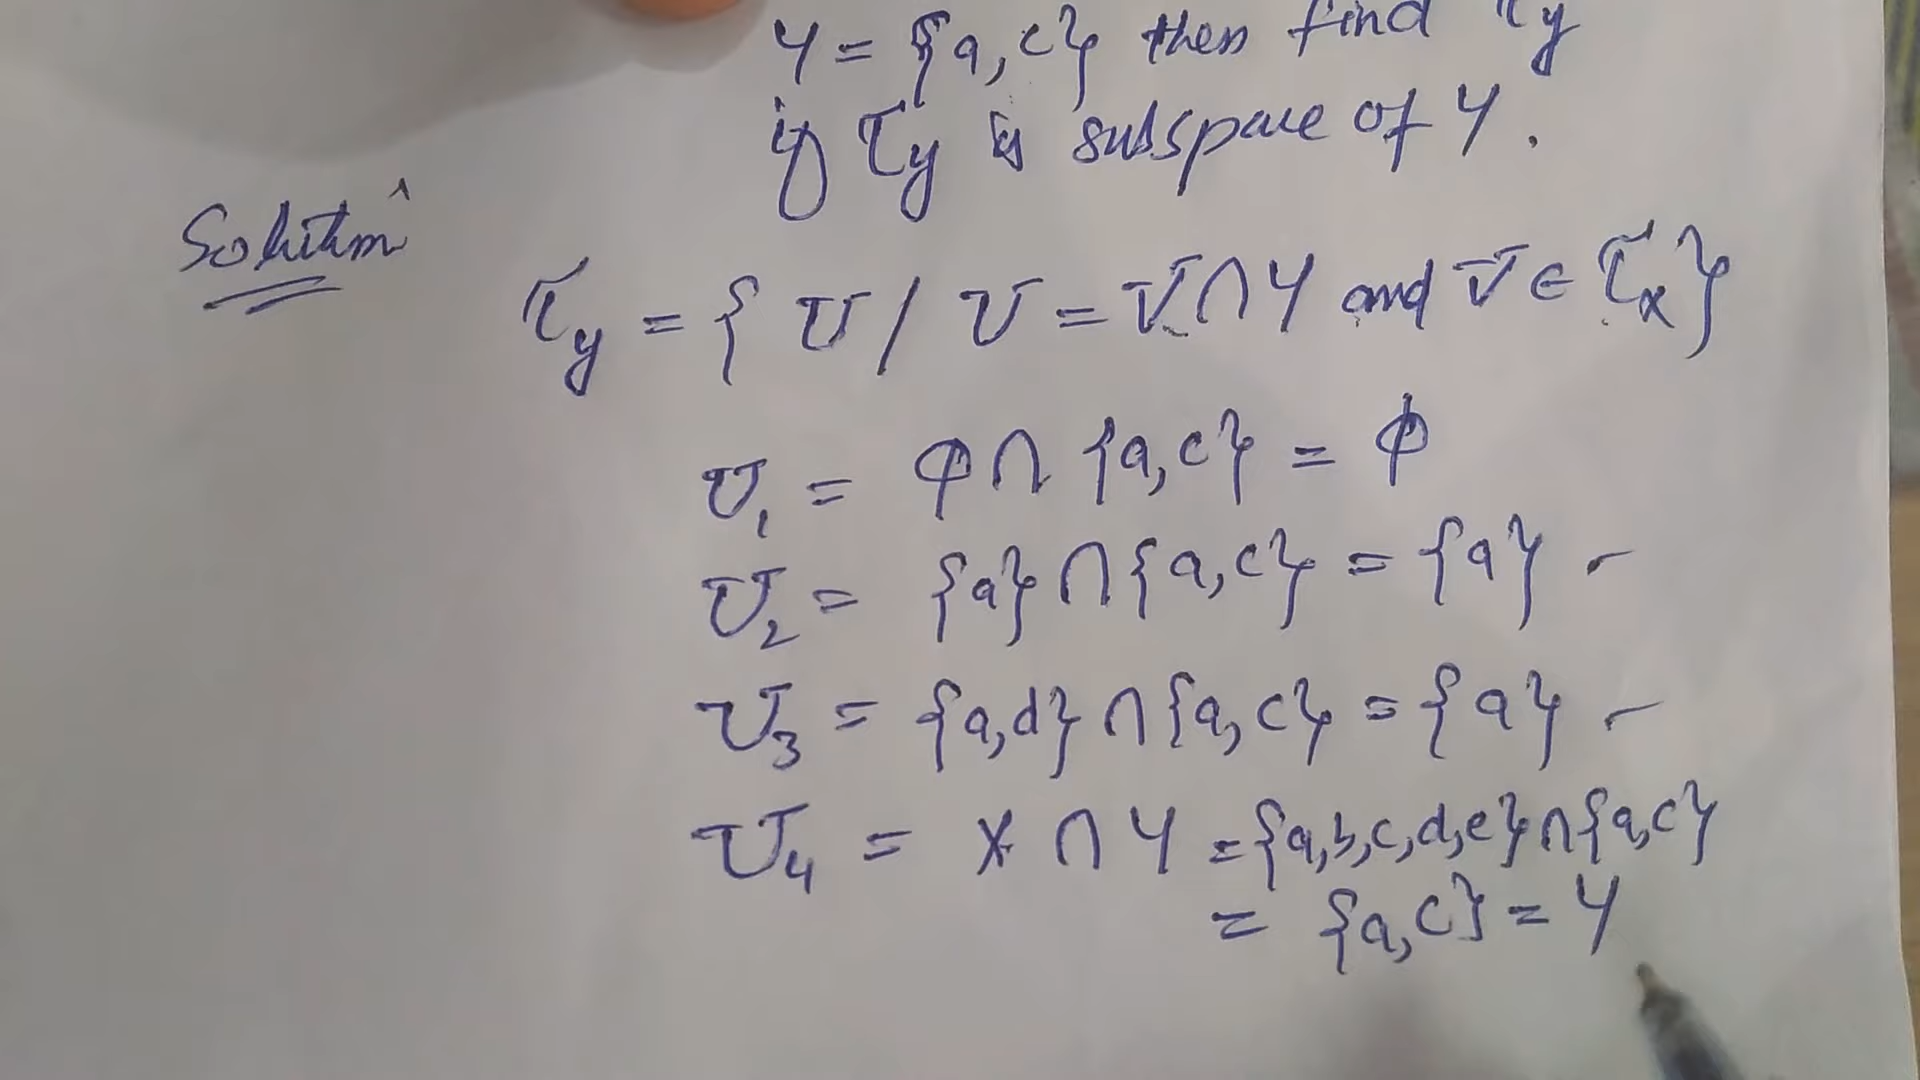 Y = {a, c} then find τy
if τy is subspace of Y.
Solution
τy = { U / U = V ∩ Y and V ∈ τx }
U₁ = φ ∩ {a, c} = φ
U₂ = {a} ∩ {a, c} = {a} -
U₃ = {a, d} ∩ {a, c} = {a} -
U₄ = X ∩ Y = {a, b, c, d, e} ∩ {a, c}
= {a, c} = Y